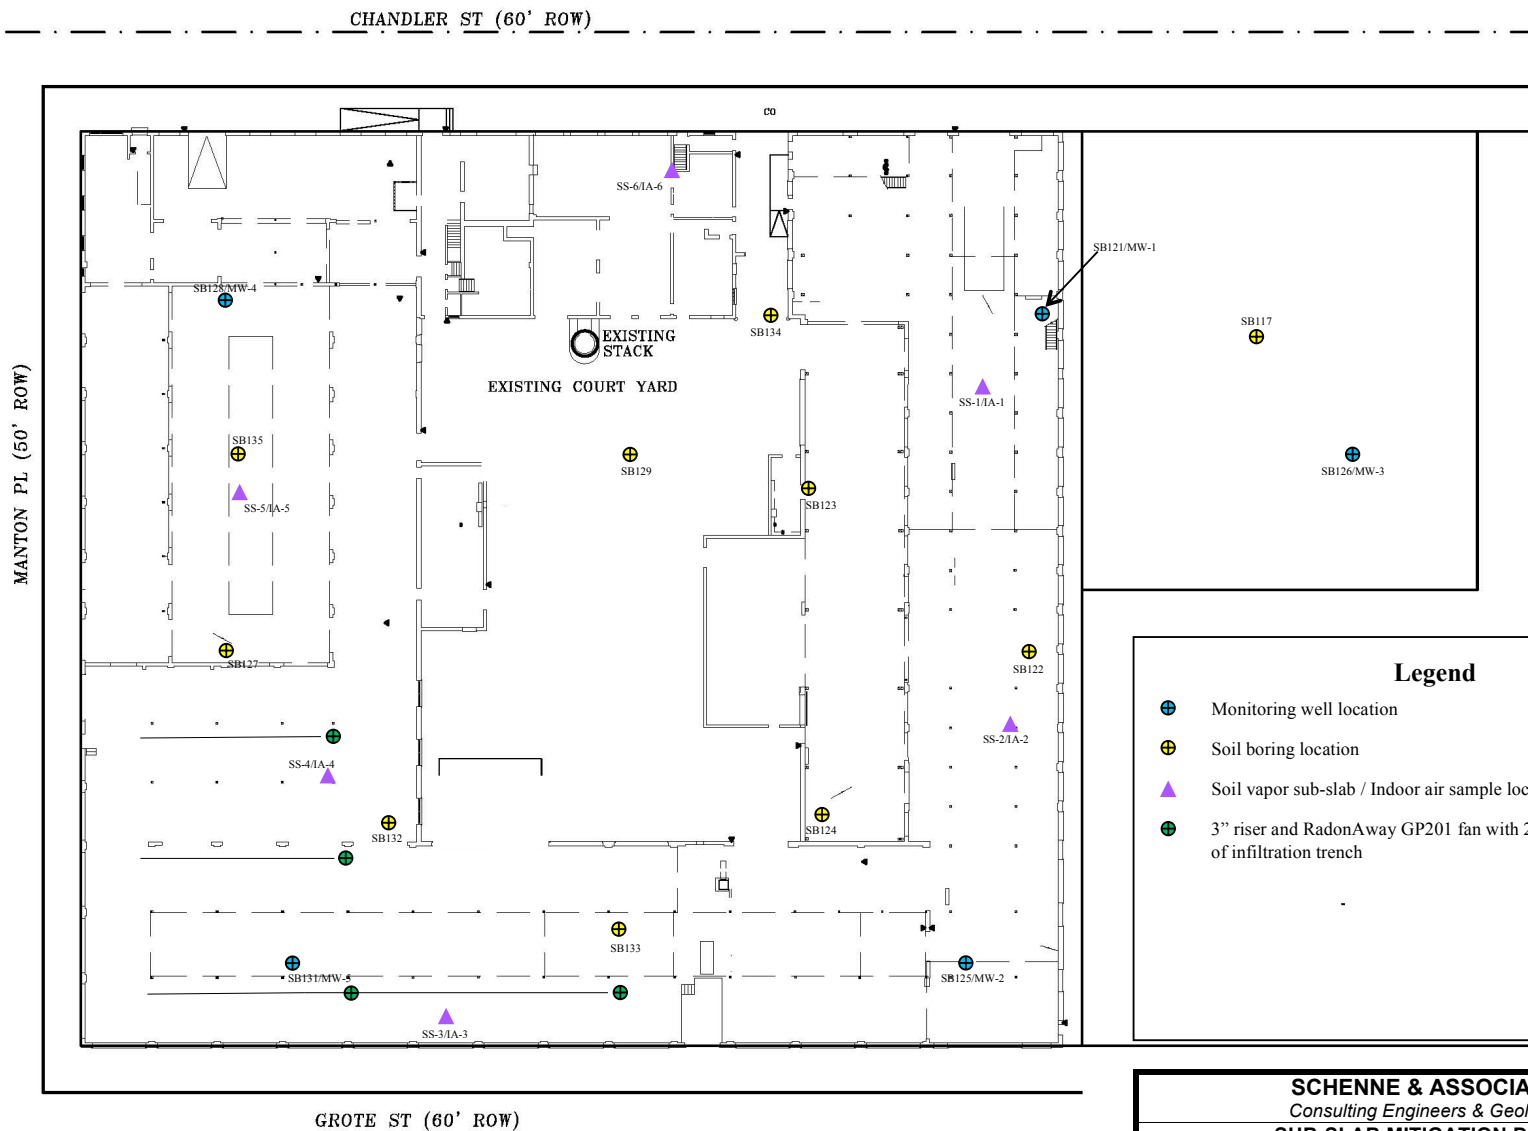 CHANDLER ST (60' ROW)
CO
SS-6/IA-6
SB121/MW-1
SB128/MW-4
SB134
SB117
EXISTING
STACK
EXISTING COURT YARD
SS-1/IA-1
MANTON PL (50' ROW)
SB135
SB129
SB126/MW-3
SS-5/IA-5
SB123
SB127
SB122
Legend
Monitoring well location
SS-2/IA-2
Soil boring location
SS-4/IA-4
Soil vapor sub-slab / Indoor air sample loc
SB132
SB124
3” riser and RadonAway GP201 fan with 2
of infiltration trench
-
SB133
SB131/MW-5
SB125/MW-2
SS-3/IA-3
SCHENNE & ASSOCIA
Consulting Engineers & Geol
SUB-SLAB MITIGATION
GROTE ST (60' ROW)